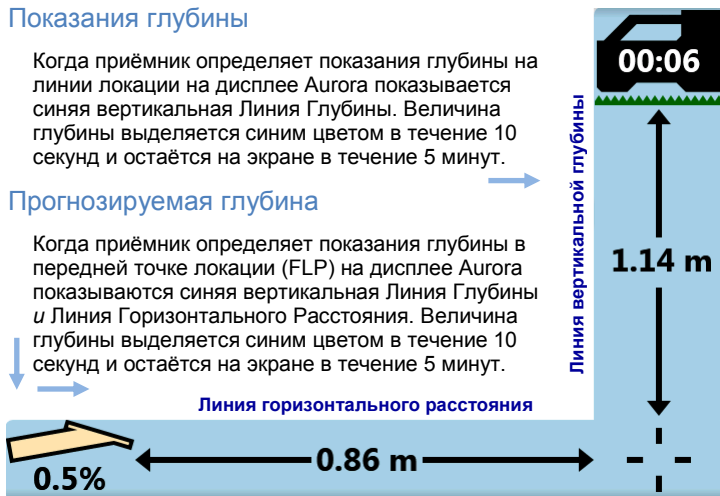 Показания глубины
Когда приёмник определяет показания глубины на
линии локации на дисплее Aurora показывается
синяя вертикальная Линия Глубины. Величина
глубины выделяется синим цветом в течение 10
секунд и остаётся на экране в течение 5 минут.
Прогнозируемая глубина
Когда приёмник определяет показания глубины в
передней точке локации (FLP) на дисплее Aurora
показываются синяя вертикальная Линия Глубины
и Линия Горизонтального Расстояния. Величина
глубины выделяется синим цветом в течение 10
секунд и остаётся на экране в течение 5 минут.
Линия горизонтального расстояния
Линия вертикальной глубины
00:06
1.14 m
0.86 m
0.5%